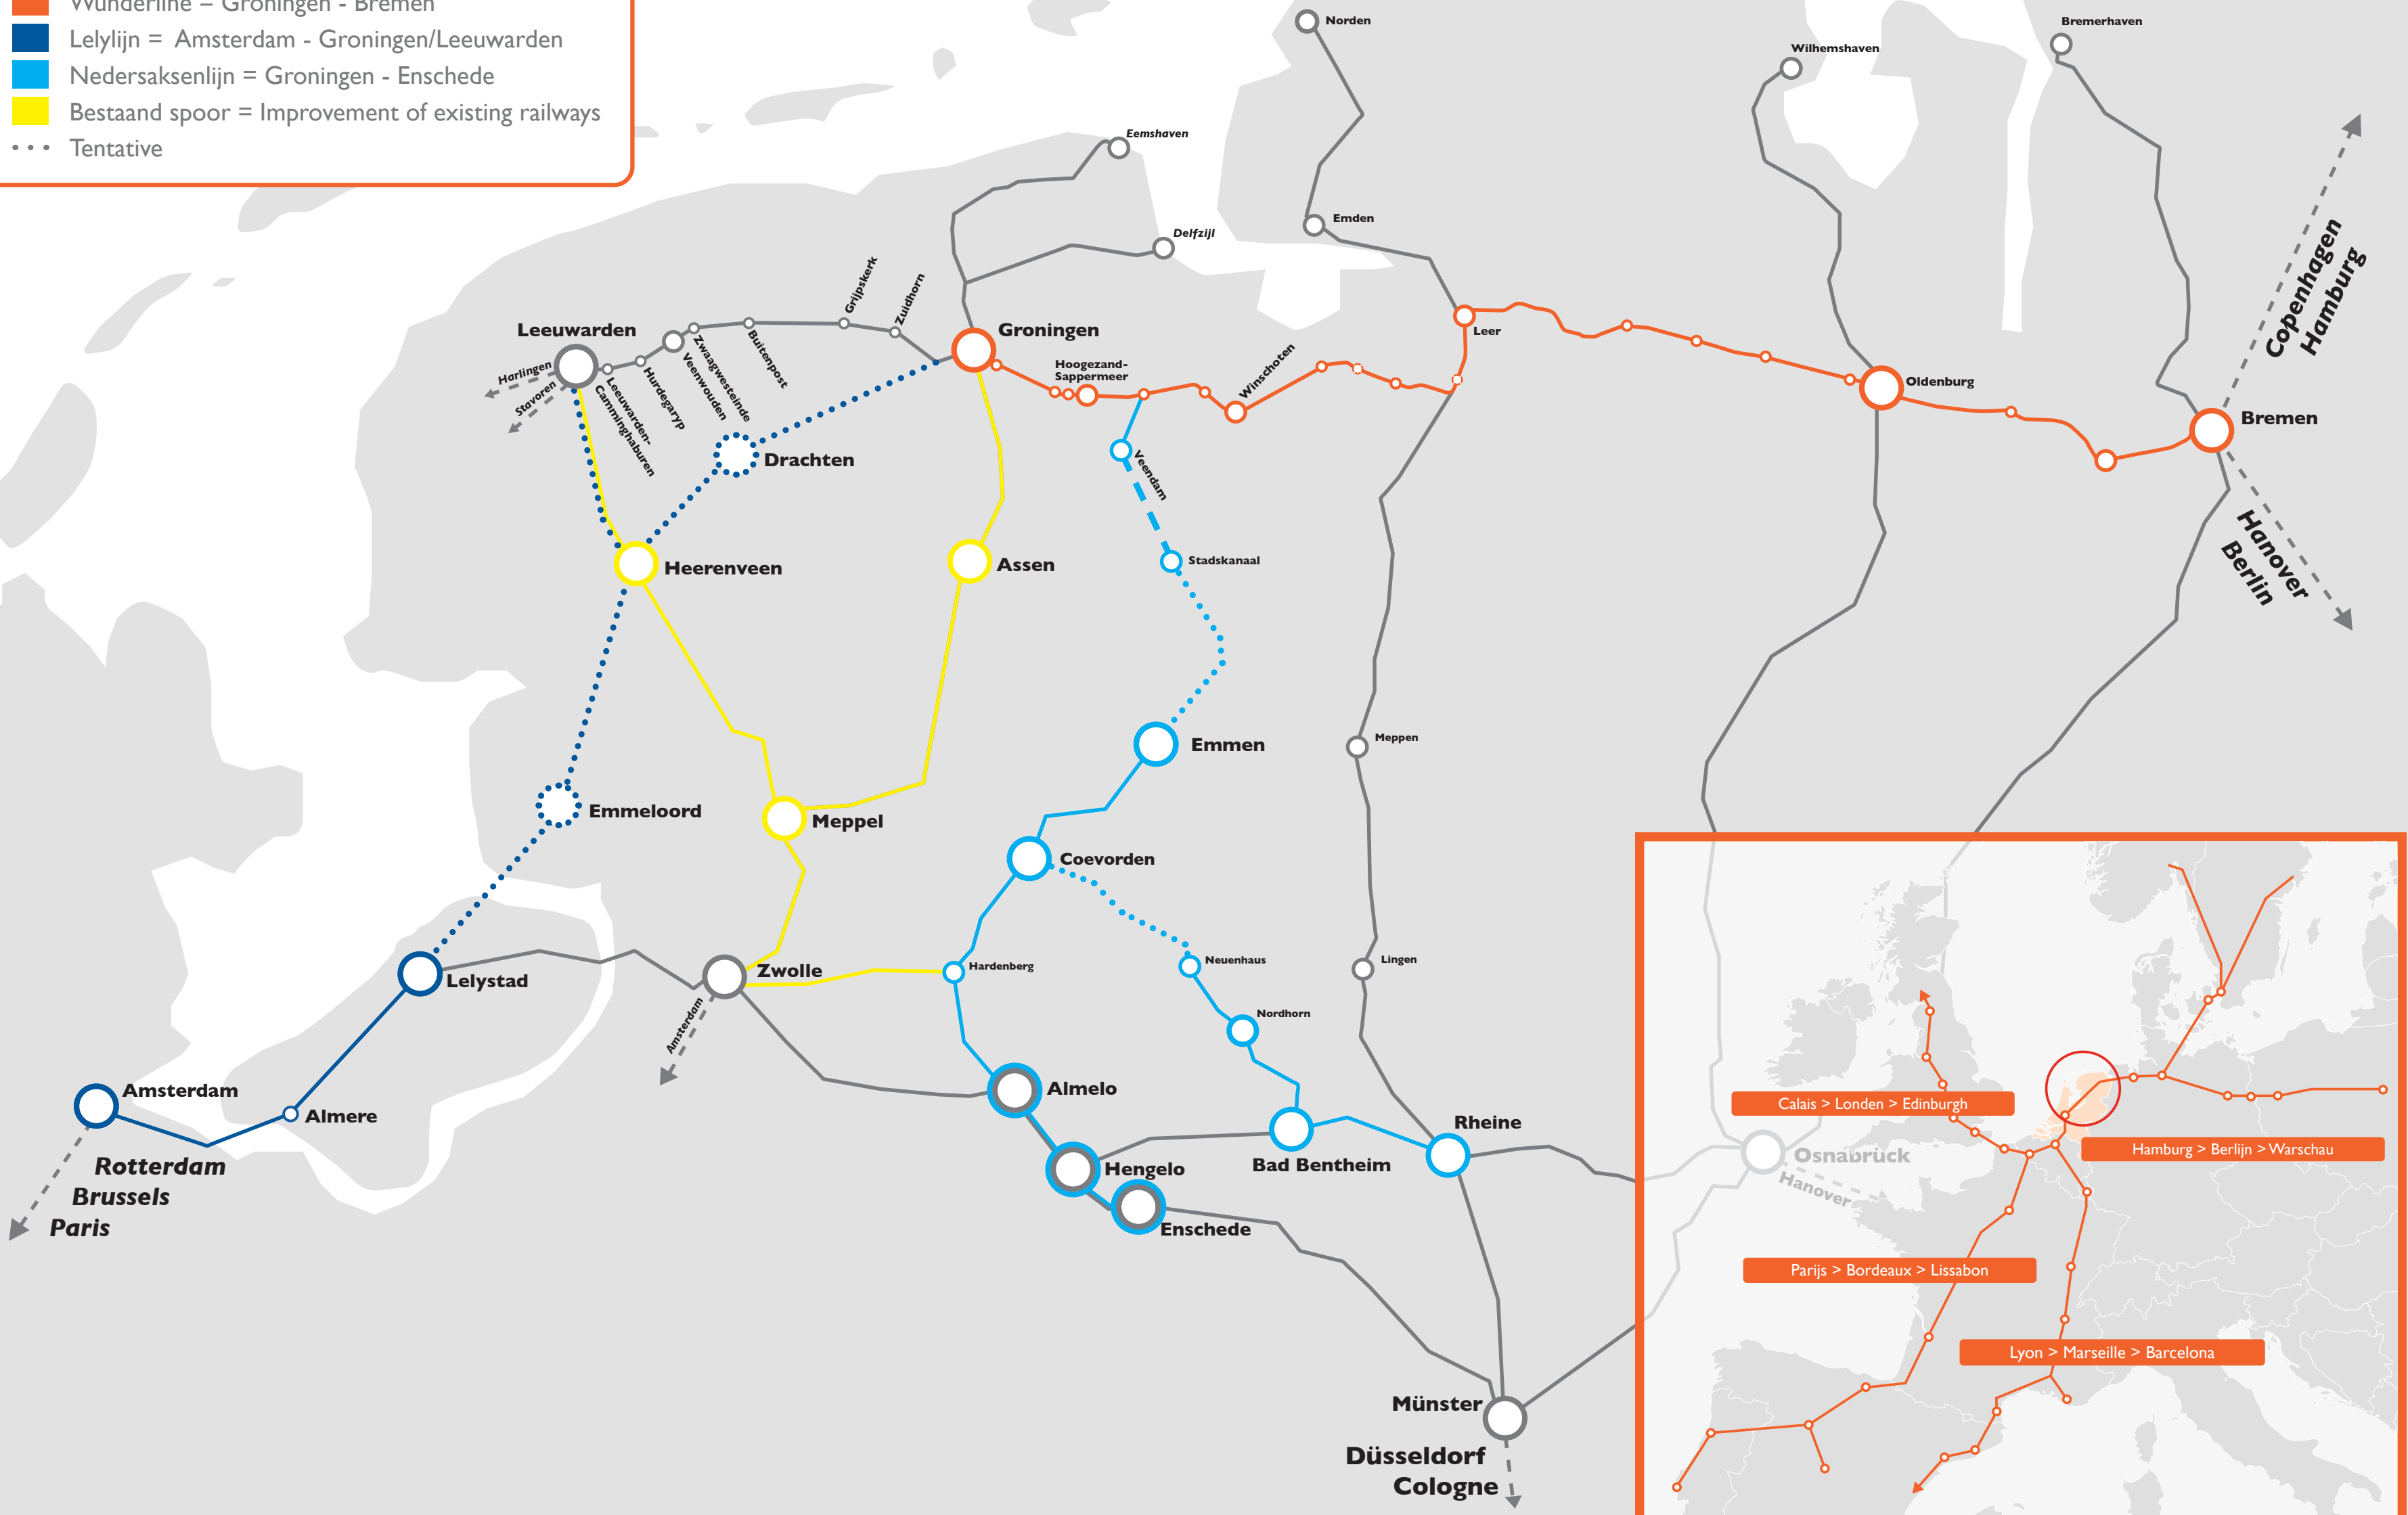 Wunderline = Groningen - Bremen
Lelylijn = Amsterdam - Groningen/Leeuwarden
Nedersaksenlijn = Groningen - Enschede
Bestaand spoor = Improvement of existing railways
Tentative
Norden
Bremerhaven
Wilhemshaven
Eemshaven
Emden
Delfzijl
Copenhagen
Hamburg
Grijpskerk
Zuidhorn
Leeuwarden
Groningen
Leer
Harlingen
Stavoren
Leeuwarden-
Camminghaburen
Hurdegaryp
Veenwouden
Zwaagwesteinde
Buitenpost
Hoogezand-
Sappermeer
Winschoten
Oldenburg
Bremen
Drachten
Veendam
Hanover
Berlin
Heerenveen
Assen
Stadskanaal
Emmen
Meppen
Emmeloord
Meppel
Coevorden
Lelystad
Zwolle
Hardenberg
Neuenhaus
Lingen
Amsterdam
Nordhorn
Amsterdam
Almere
Almelo
Rheine
Rotterdam
Brussels
Paris
Hengelo
Bad Bentheim
Enschede
Osnabrück
Hanover
Calais > Londen > Edinburgh
Hamburg > Berlijn > Warschau
Parijs > Bordeaux > Lissabon
Lyon > Marseille > Barcelona
Münster
Düsseldorf
Cologne